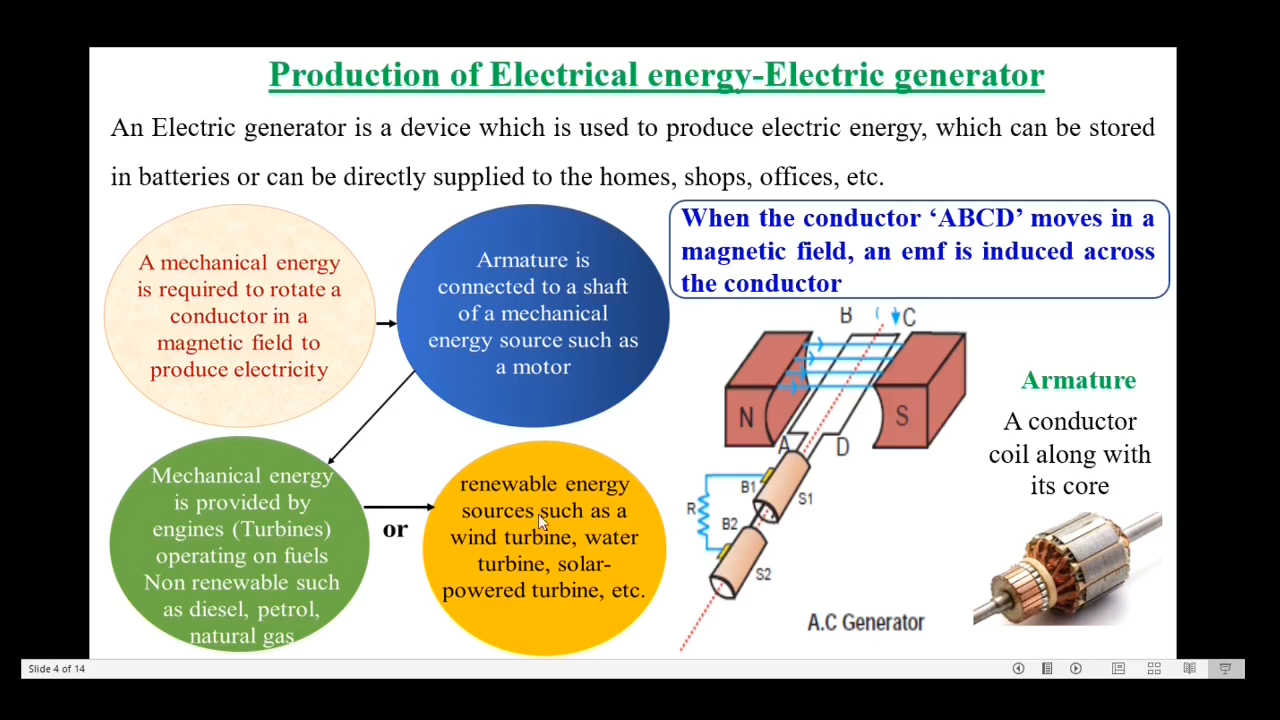 Production of Electrical energy-Electric generator
An Electric generator is a device which is used to produce electric energy, which can be stored
in batteries or can be directly supplied to the homes, shops, offices, etc.
A mechanical energy
is required to rotate a
conductor in a
magnetic field to
produce electricity
Armature is
connected to a shaft
of a mechanical
energy source such as
a motor
When the conductor ‘ABCD’ moves in a
magnetic field, an emf is induced across
the conductor
Mechanical energy
is provided by
engines (Turbines)
operating on fuels
Non renewable such
as diesel, petrol,
natural gas
or
renewable energy
sources such as a
wind turbine, water
turbine, solar-
powered turbine, etc.
B C
N S
A D
B1 S1
R B2
S2
A.C Generator
Armature
A conductor
coil along with
its core
Slide 4 of 14